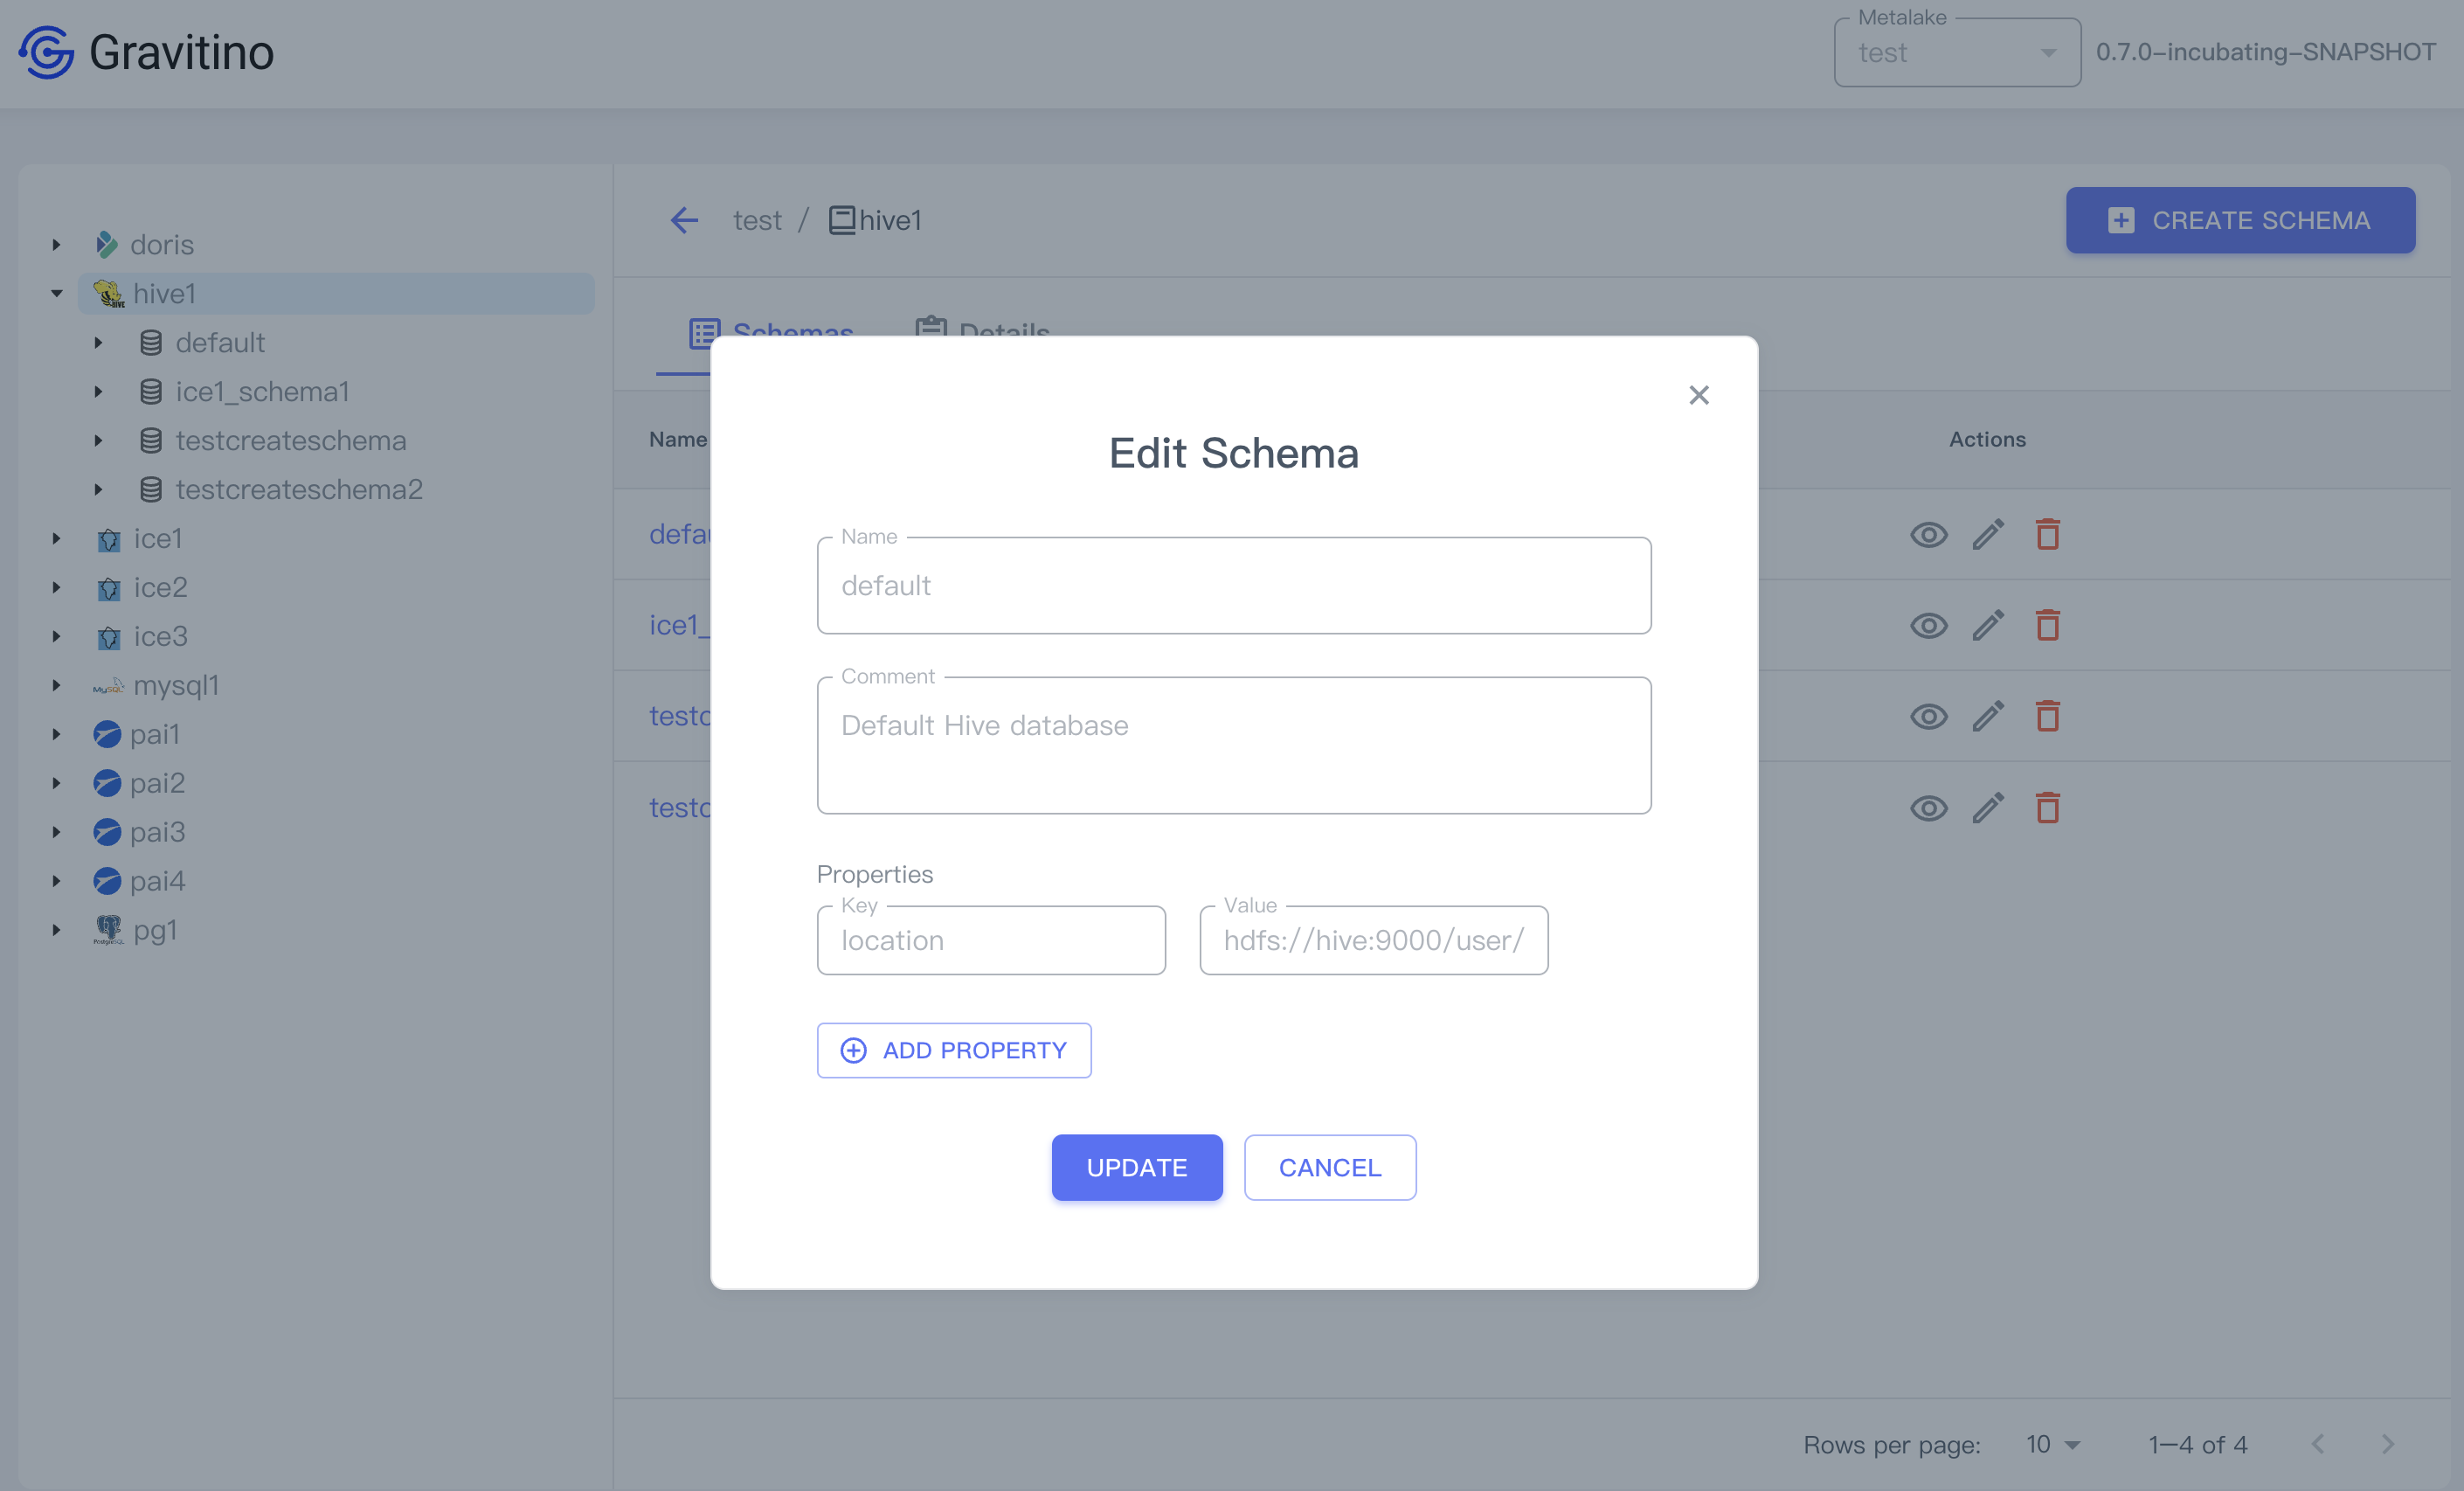 Gravitino
Metalake
test
0.7.0-incubating-SNAPSHOT
doris
hive1
default
ice1_schema1
testcreateschema
testcreateschema2
ice1
ice2
ice3
mysql1
pai1
pai2
pai3
pai4
pg1
test / hive1
CREATE SCHEMA
Schemas
Details
Name
Actions
defau
ice1_
testc
testc
Edit Schema
Name
default
Comment
Default Hive database
Properties
Key
location
Value
hdfs://hive:9000/user/
ADD PROPERTY
UPDATE
CANCEL
Rows per page: 10 1–4 of 4